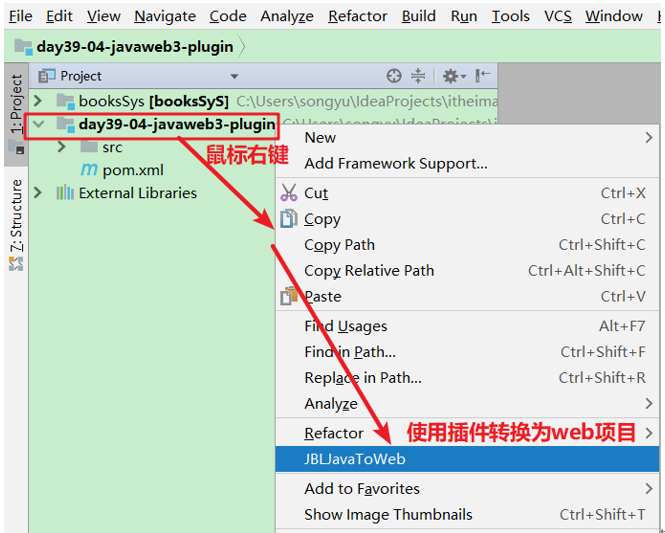 File Edit View Navigate Code Analyze Refactor Build Run Tools VCS Window
day39-04-javaweb3-plugin
1: Project
Project
booksSys [booksSyS] C:\Users\songyu\IdeaProjects\itheima
day39-04-javaweb3-plugin C:\Users\songyu\IdeaProjects\i
鼠标右键
src
pom.xml
External Libraries
7: Structure
New
Add Framework Support...
Cut Ctrl+X
Copy Ctrl+C
Copy Path Ctrl+Shift+C
Copy Relative Path Ctrl+Alt+Shift+C
Paste Ctrl+V
Find Usages Alt+F7
Find in Path... Ctrl+Shift+F
Replace in Path... Ctrl+Shift+R
Analyze
Refactor
使用插件转换为web项目
JBLJavaToWeb
Add to Favorites
Show Image Thumbnails Ctrl+Shift+T